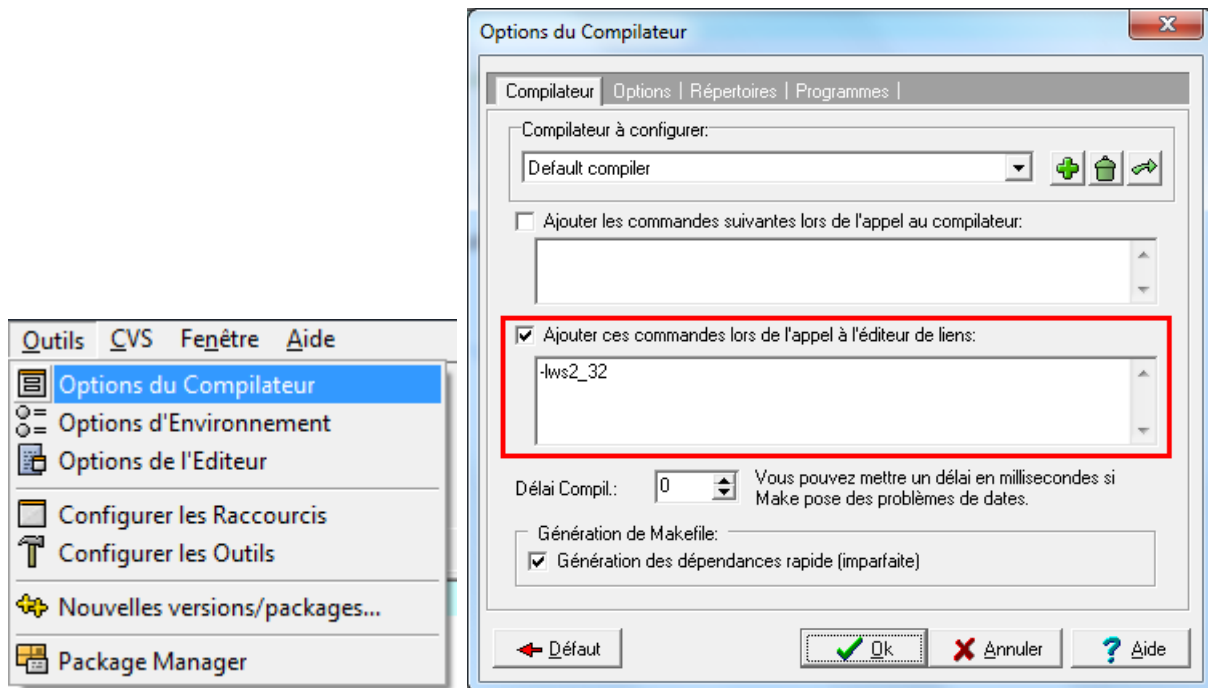 Outils CVS Fenêtre Aide
Options du Compilateur
Options d'Environnement
Options de l'Editeur
Configurer les Raccourcis
Configurer les Outils
Nouvelles versions/packages...
Package Manager
Options du Compilateur
Compilateur Options | Répertoires | Programmes |
Compilateur à configurer:
Default compiler
Ajouter les commandes suivantes lors de l'appel au compilateur:
Ajouter ces commandes lors de l'appel à l'éditeur de liens:
-lws2_32
Délai Compil.: 0 Vous pouvez mettre un délai en millisecondes si
Make pose des problèmes de dates.
Génération de Makefile:
Génération des dépendances rapide (imparfaite)
Défaut Ok Annuler Aide